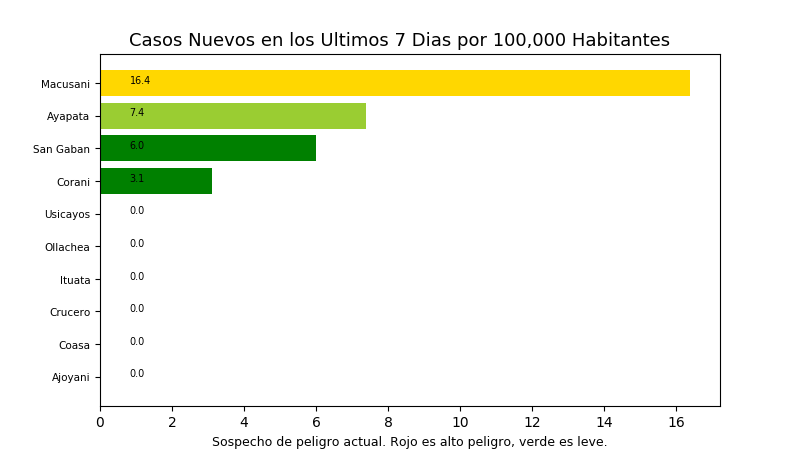 Casos Nuevos en los Ultimos 7 Dias por 100,000 Habitantes
Macusani 16.4
Ayapata 7.4
San Gaban 6.0
Corani 3.1
Usicayos 0.0
Ollachea 0.0
Ituata 0.0
Crucero 0.0
Coasa 0.0
Ajoyani 0.0
0 2 4 6 8 10 12 14 16
Sospecho de peligro actual. Rojo es alto peligro, verde es leve.